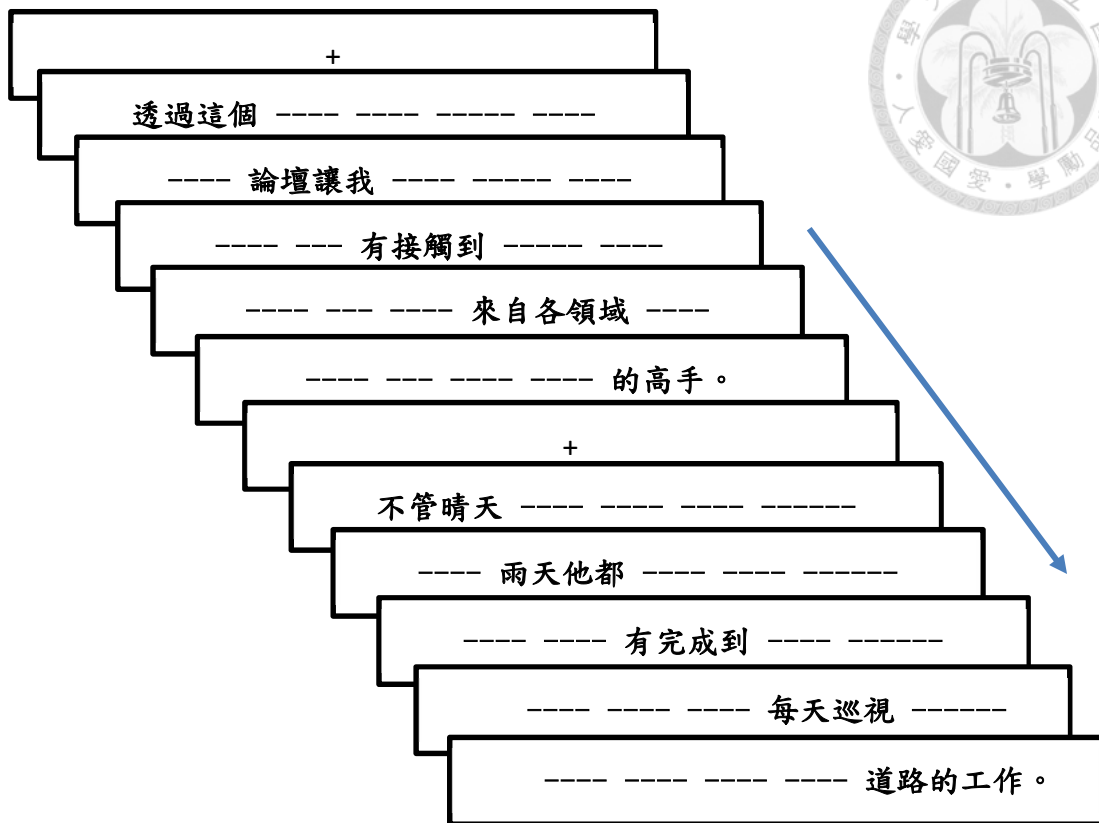 +
透過這個 ---- ---- ----- ----
---- 論壇讓我 ---- ----- ----
---- --- 有接觸到 ----- ----
---- --- ---- 來自各領域 ----
---- --- ---- ---- 的高手。
+
不管晴天 ---- ---- ---- ------
---- 雨天他都 ---- ---- ------
---- ---- 有完成到 ---- ------
---- ---- ---- 每天巡視 ------
---- ---- ---- ---- 道路的工作。